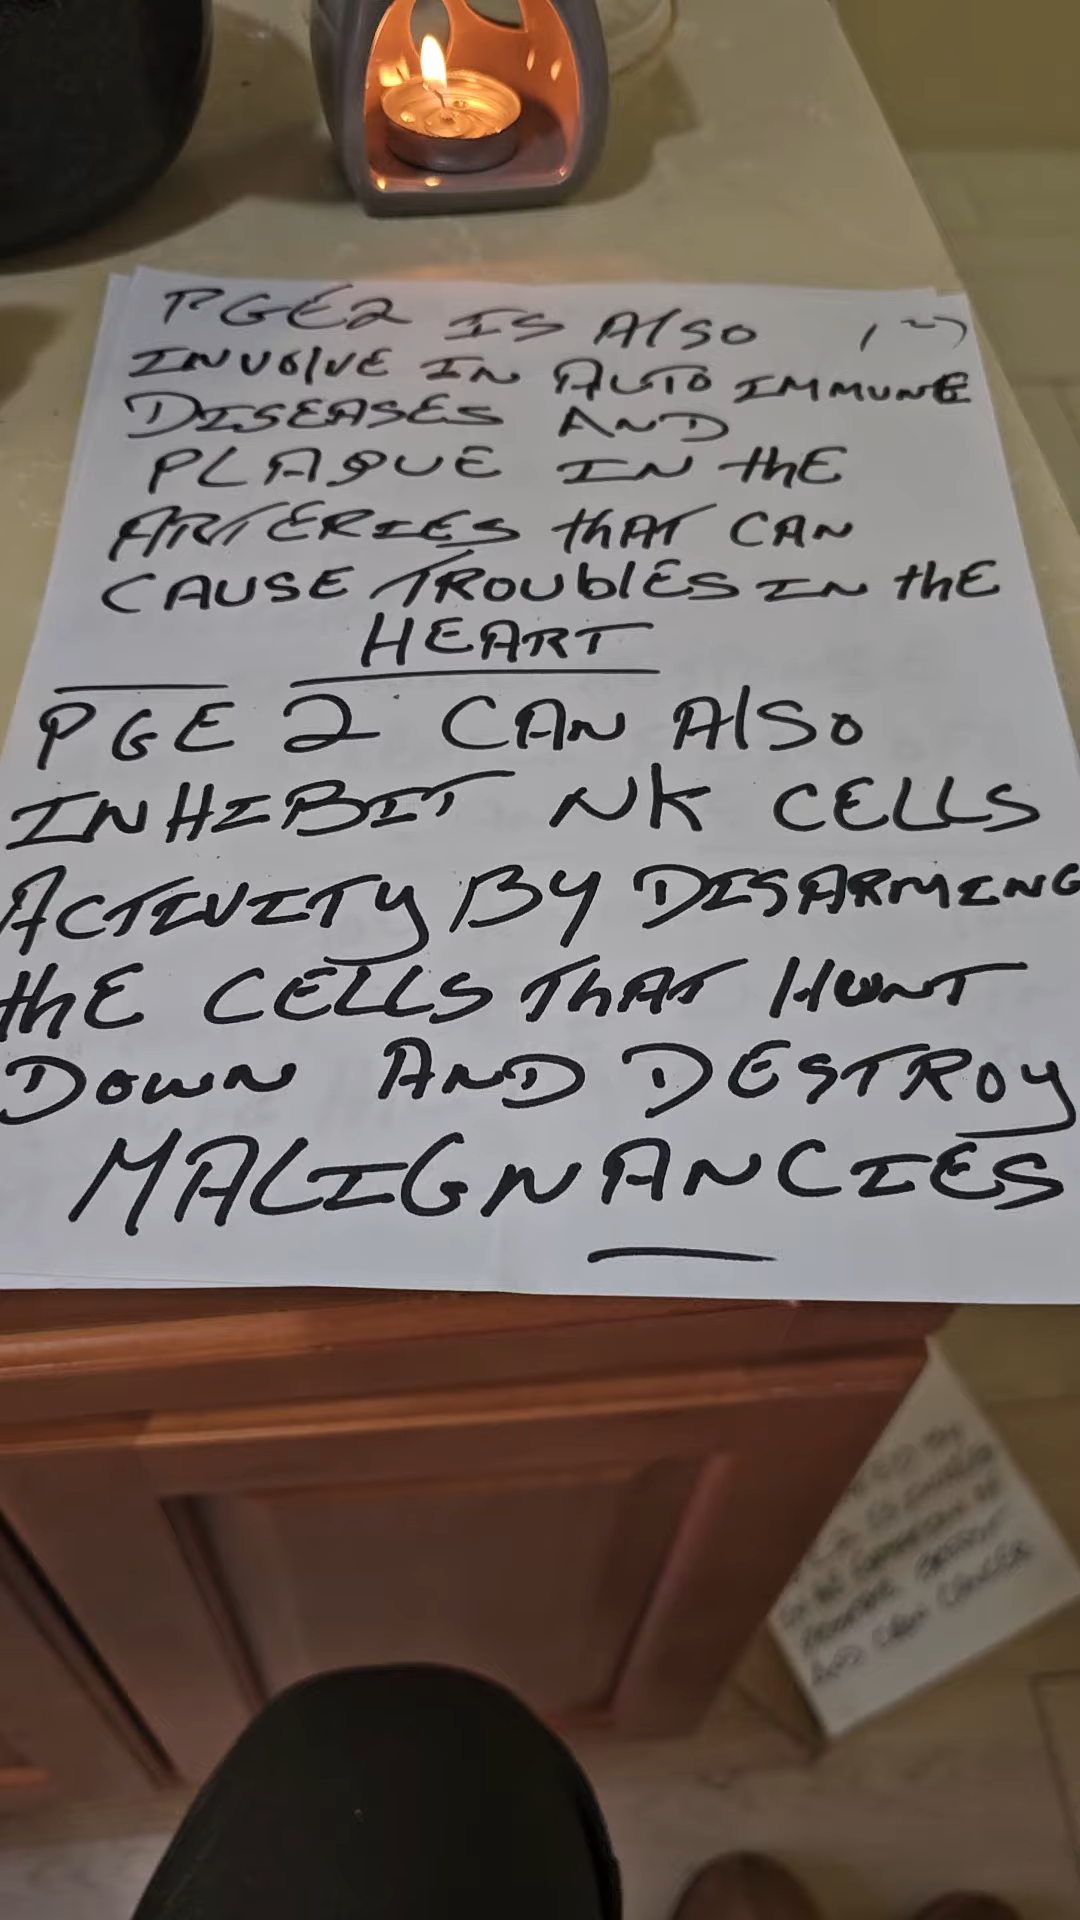 PGE2 IS AlSO
INVOlVE IN AUTO IMMUNE
DISEASES AND
PLAQUE IN thE
ARTERIES thAT CAN
CAUSE TROUblES IN thE
HEART
PGE 2 CAN AlSO
INHIBIT NK CELLS
ACTIVITY BY DISARMING
thE CELLS ThAT HUNT
DOWN AND DESTROY
MALIGNANCIES
CANCER